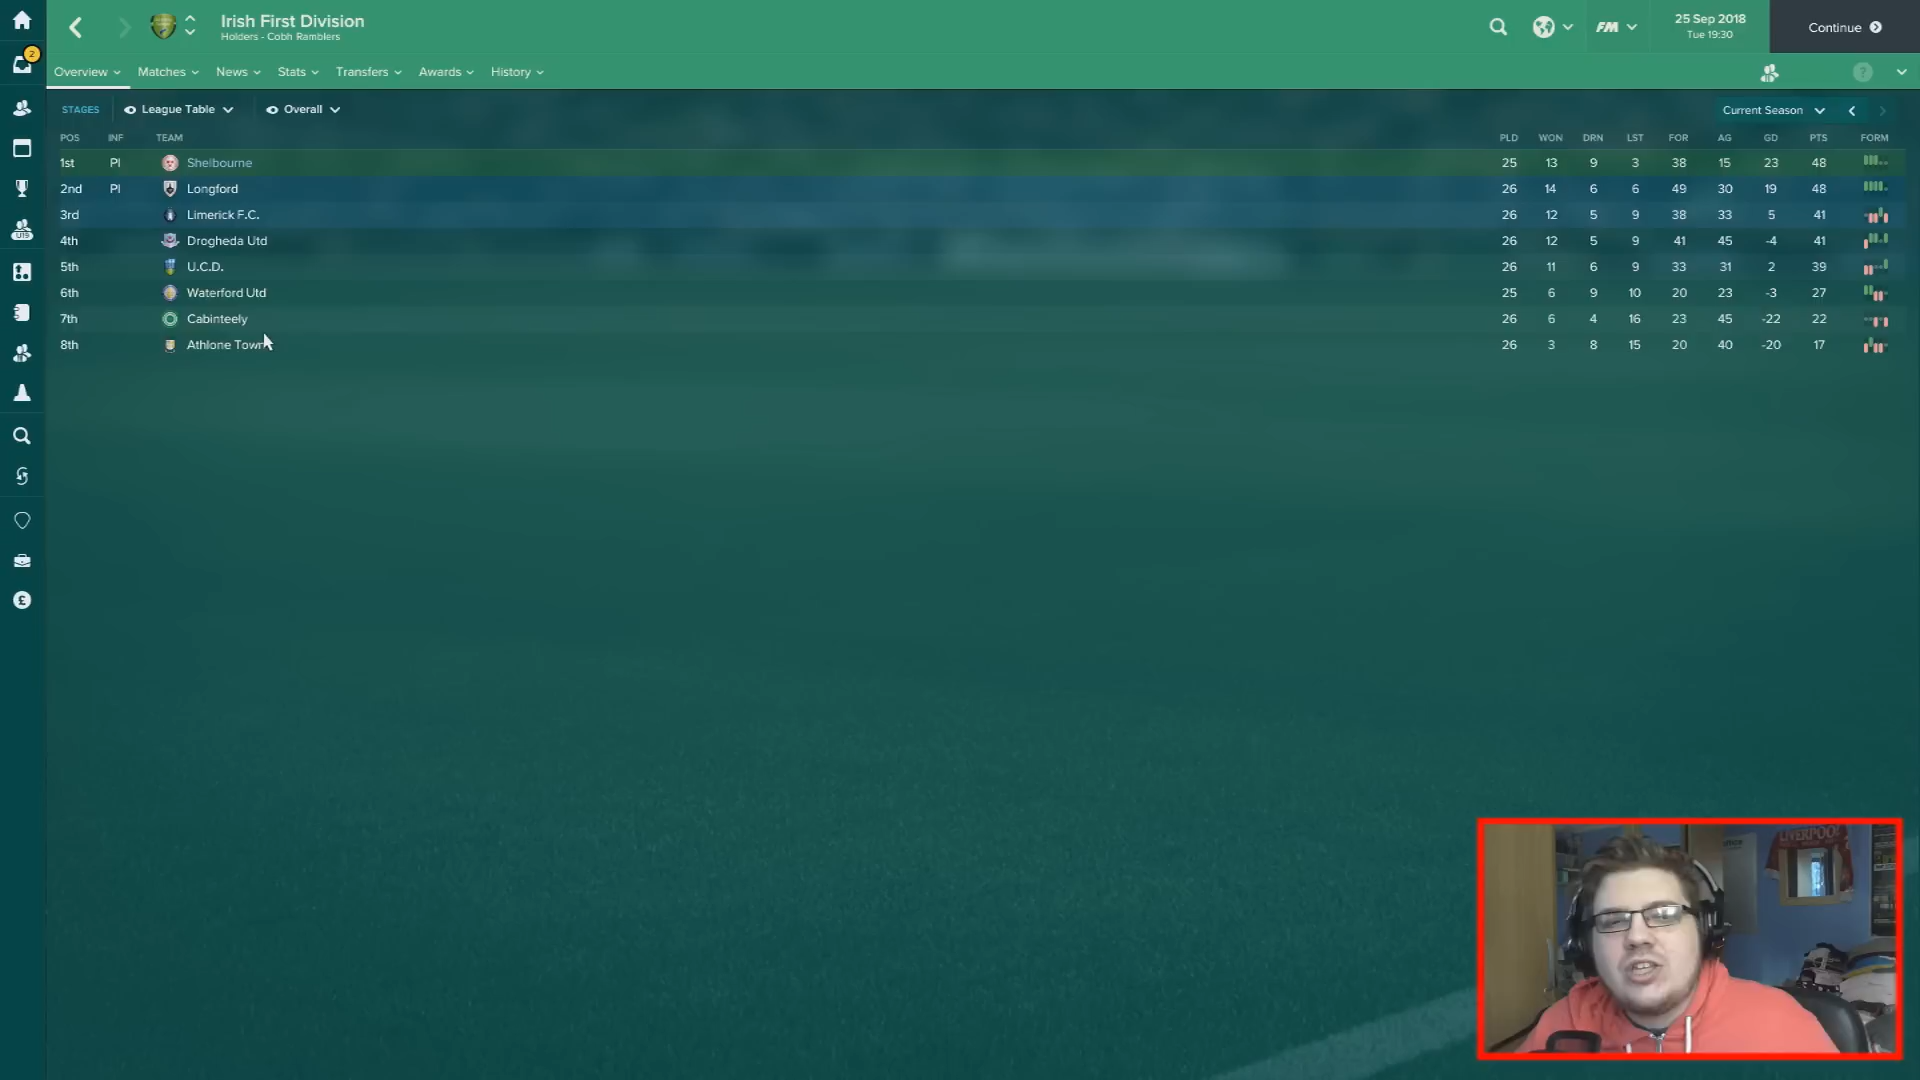 2
Irish First Division
Holders - Cobh Ramblers
FM
25 Sep 2018
Tue 19:30
Continue
Overview Matches News Stats Transfers Awards History
?
STAGES League Table Overall Current Season
POS INF TEAM PLD WON DRN LST FOR AG GD PTS FORM
1st Pl Shelbourne 25 13 9 3 38 15 23 48
2nd Pl Longford 26 14 6 6 49 30 19 48
3rd Limerick F.C. 26 12 5 9 38 33 5 41
4th Drogheda Utd 26 12 5 9 41 45 -4 41
5th U.C.D. 26 11 6 9 33 31 2 39
6th Waterford Utd 25 6 9 10 20 23 -3 27
7th Cabinteely 26 6 4 16 23 45 -22 22
8th Athlone Town 26 3 8 15 20 40 -20 17
U19
£
LIVERPOOL